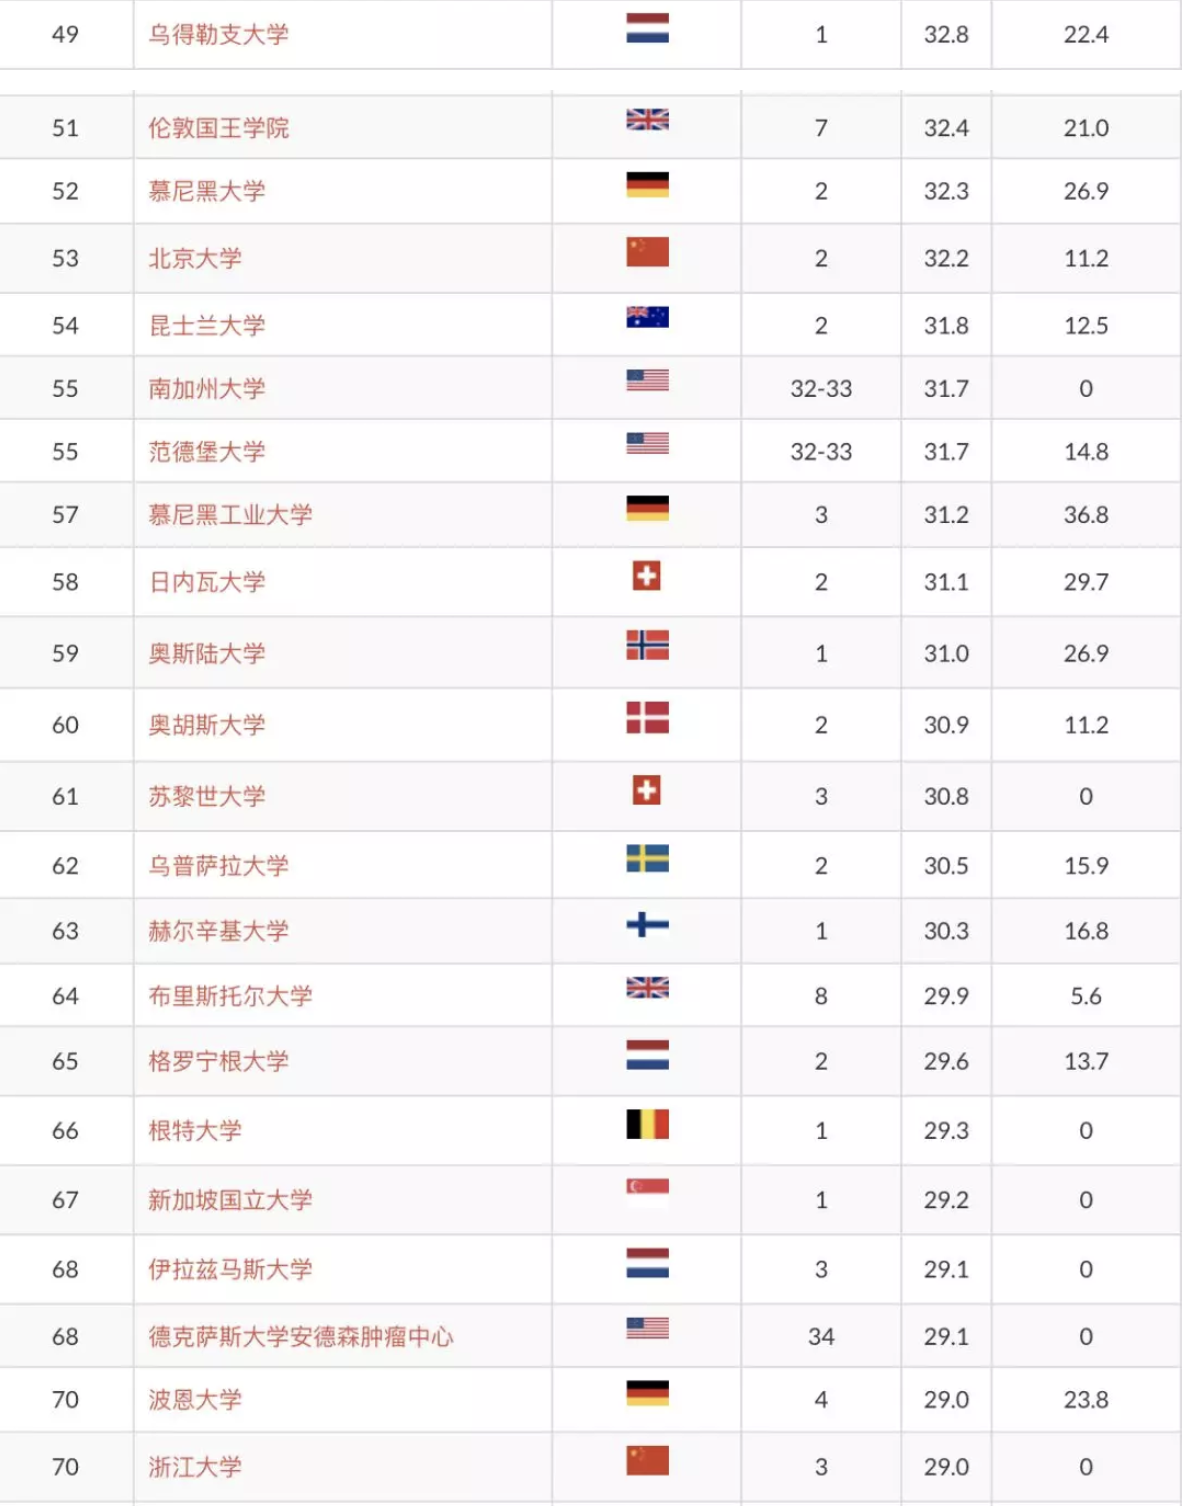 49 乌得勒支大学 1 32.8 22.4
51 伦敦国王学院 7 32.4 21.0
52 慕尼黑大学 2 32.3 26.9
53 北京大学 2 32.2 11.2
54 昆士兰大学 2 31.8 12.5
55 南加州大学 32-33 31.7 0
55 范德堡大学 32-33 31.7 14.8
57 慕尼黑工业大学 3 31.2 36.8
58 日内瓦大学 2 31.1 29.7
59 奥斯陆大学 1 31.0 26.9
60 奥胡斯大学 2 30.9 11.2
61 苏黎世大学 3 30.8 0
62 乌普萨拉大学 2 30.5 15.9
63 赫尔辛基大学 1 30.3 16.8
64 布里斯托尔大学 8 29.9 5.6
65 格罗宁根大学 2 29.6 13.7
66 根特大学 1 29.3 0
67 新加坡国立大学 1 29.2 0
68 伊拉兹马斯大学 3 29.1 0
68 德克萨斯大学安德森肿瘤中心 34 29.1 0
70 波恩大学 4 29.0 23.8
70 浙江大学 3 29.0 0